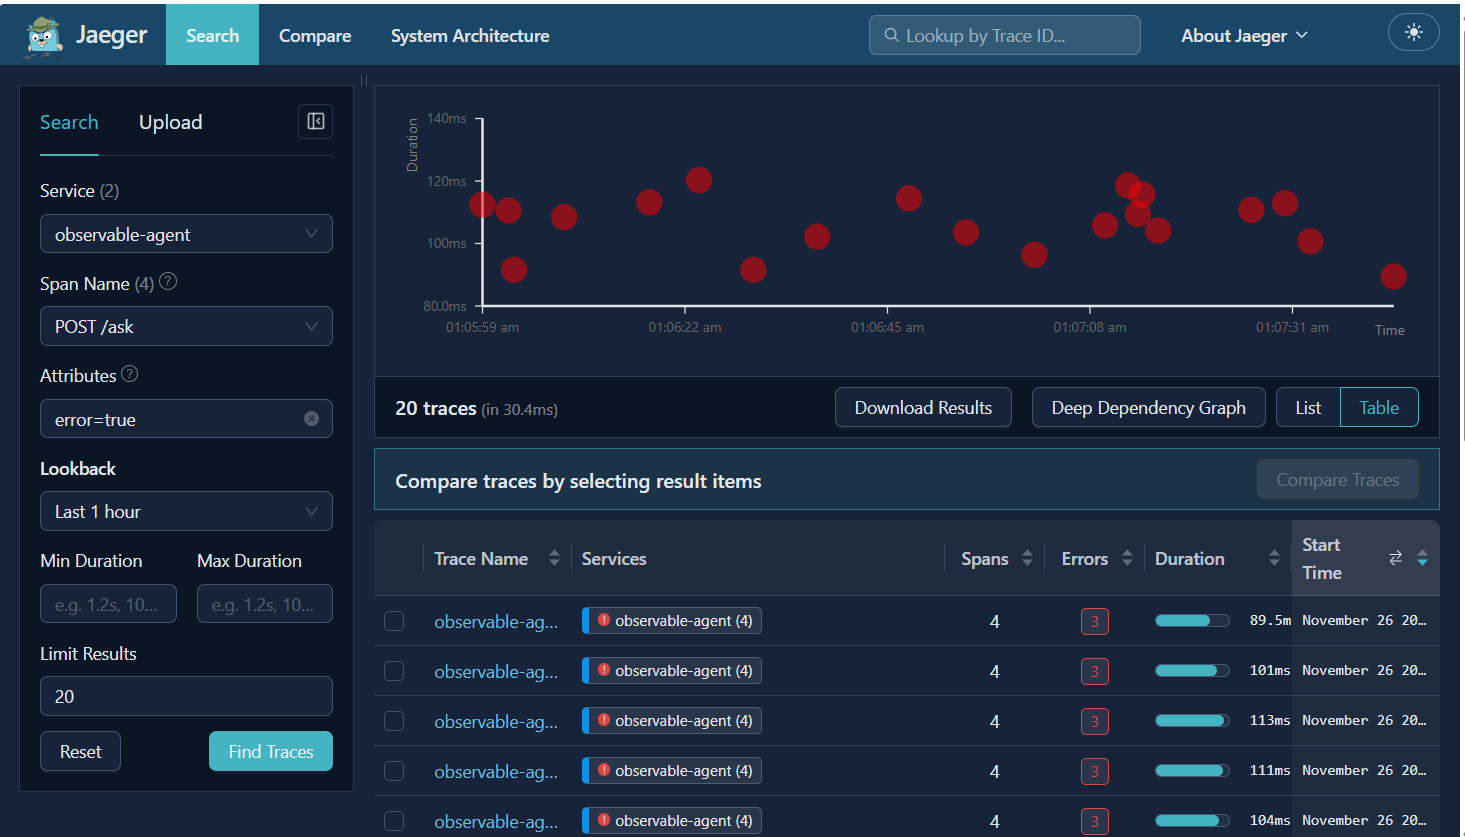 Jaeger
Search
Compare
System Architecture
Lookup by Trace ID...
About Jaeger
Search
Upload
Service (2)
observable-agent
Span Name (4)
POST /ask
Attributes
error=true
Lookback
Last 1 hour
Min Duration Max Duration
e.g. 1.2s, 10... e.g. 1.2s, 10...
Limit Results
20
Reset Find Traces
Duration
140ms
120ms
100ms
80.0ms
01:05:59 am 01:06:22 am 01:06:45 am 01:07:08 am 01:07:31 am
Time
20 traces (in 30.4ms)
Download Results
Deep Dependency Graph
List Table
Compare traces by selecting result items
Compare Traces
Trace Name Services Spans Errors Duration Start Time
observable-ag... observable-agent (4) 4 3 89.5m November 26 20...
observable-ag... observable-agent (4) 4 3 101ms November 26 20...
observable-ag... observable-agent (4) 4 3 113ms November 26 20...
observable-ag... observable-agent (4) 4 3 111ms November 26 20...
observable-ag... observable-agent (4) 4 3 104ms November 26 20...